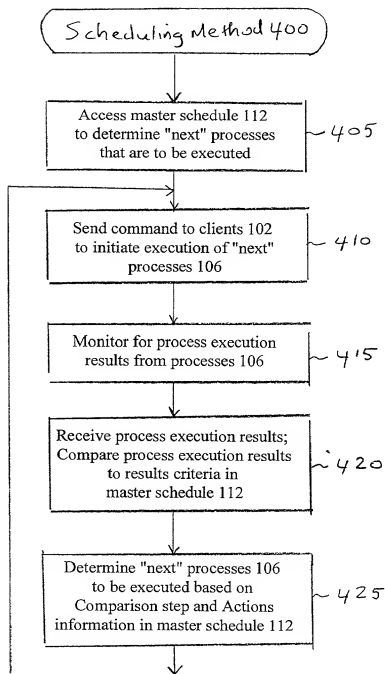 Scheduling Method 400
Access master schedule 112
to determine "next" processes
that are to be executed
405
Send command to clients 102
to initiate execution of "next"
processes 106
410
Monitor for process execution
results from processes 106
415
Receive process execution results;
Compare process execution results
to results criteria in
master schedule 112
420
Determine "next" processes 106
to be executed based on
Comparison step and Actions
information in master schedule 112
425